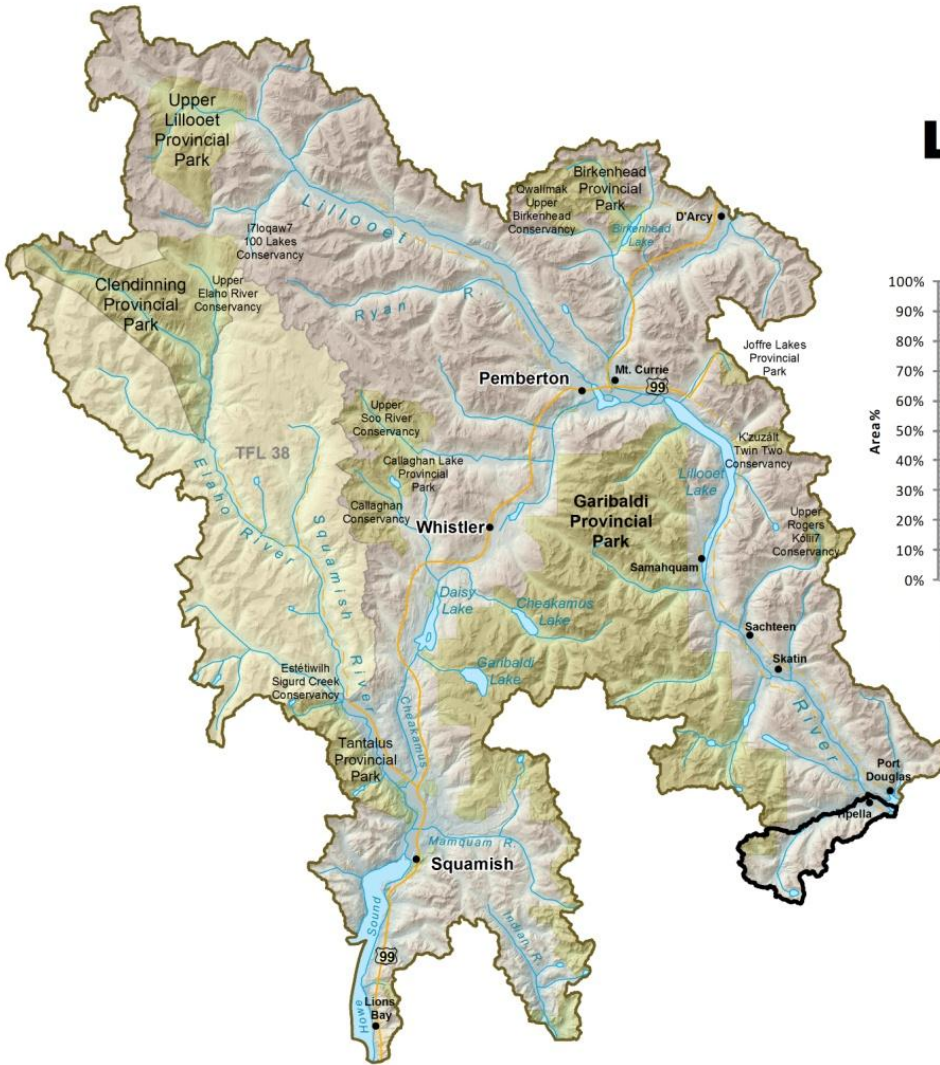 Upper
Lillooet
Provincial
Park
L
Birkenhead
Provincial
Park
Qwalimak
Upper
Birkenhead
Conservancy
D'Arcy
Birkenhead
Lake
Lillooet
I7loqaw7
100 Lakes
Conservancy
Clendinning
Provincial
Park
Upper
Elaho River
Conservancy
Ryan R.
100%
90%
80%
70%
60%
50%
40%
30%
20%
10%
0%
Area%
Joffre Lakes
Provincial
Park
Mt. Currie
99
Pemberton
Upper
Soo River
Conservancy
K'zuzált
Twin Two
Conservancy
TFL 38
Callaghan Lake
Provincial
Park
Lillooet
Lake
Callaghan
Conservancy
Garibaldi
Provincial
Park
Upper
Rogers
Kólii7
Conservancy
Whistler
Elaho River
Squamish River
Samahquam
Daisy
Lake
Cheakamus
Lake
Sachteen
Skatin
Garibaldi
Lake
Estétiwilh
Sigurd Creek
Conservancy
River
Cheakamus
Tantalus
Provincial
Park
Port
Douglas
Tipella
Mamquam R.
Squamish
Indian R.
Howe Sound
99
Lions
Bay